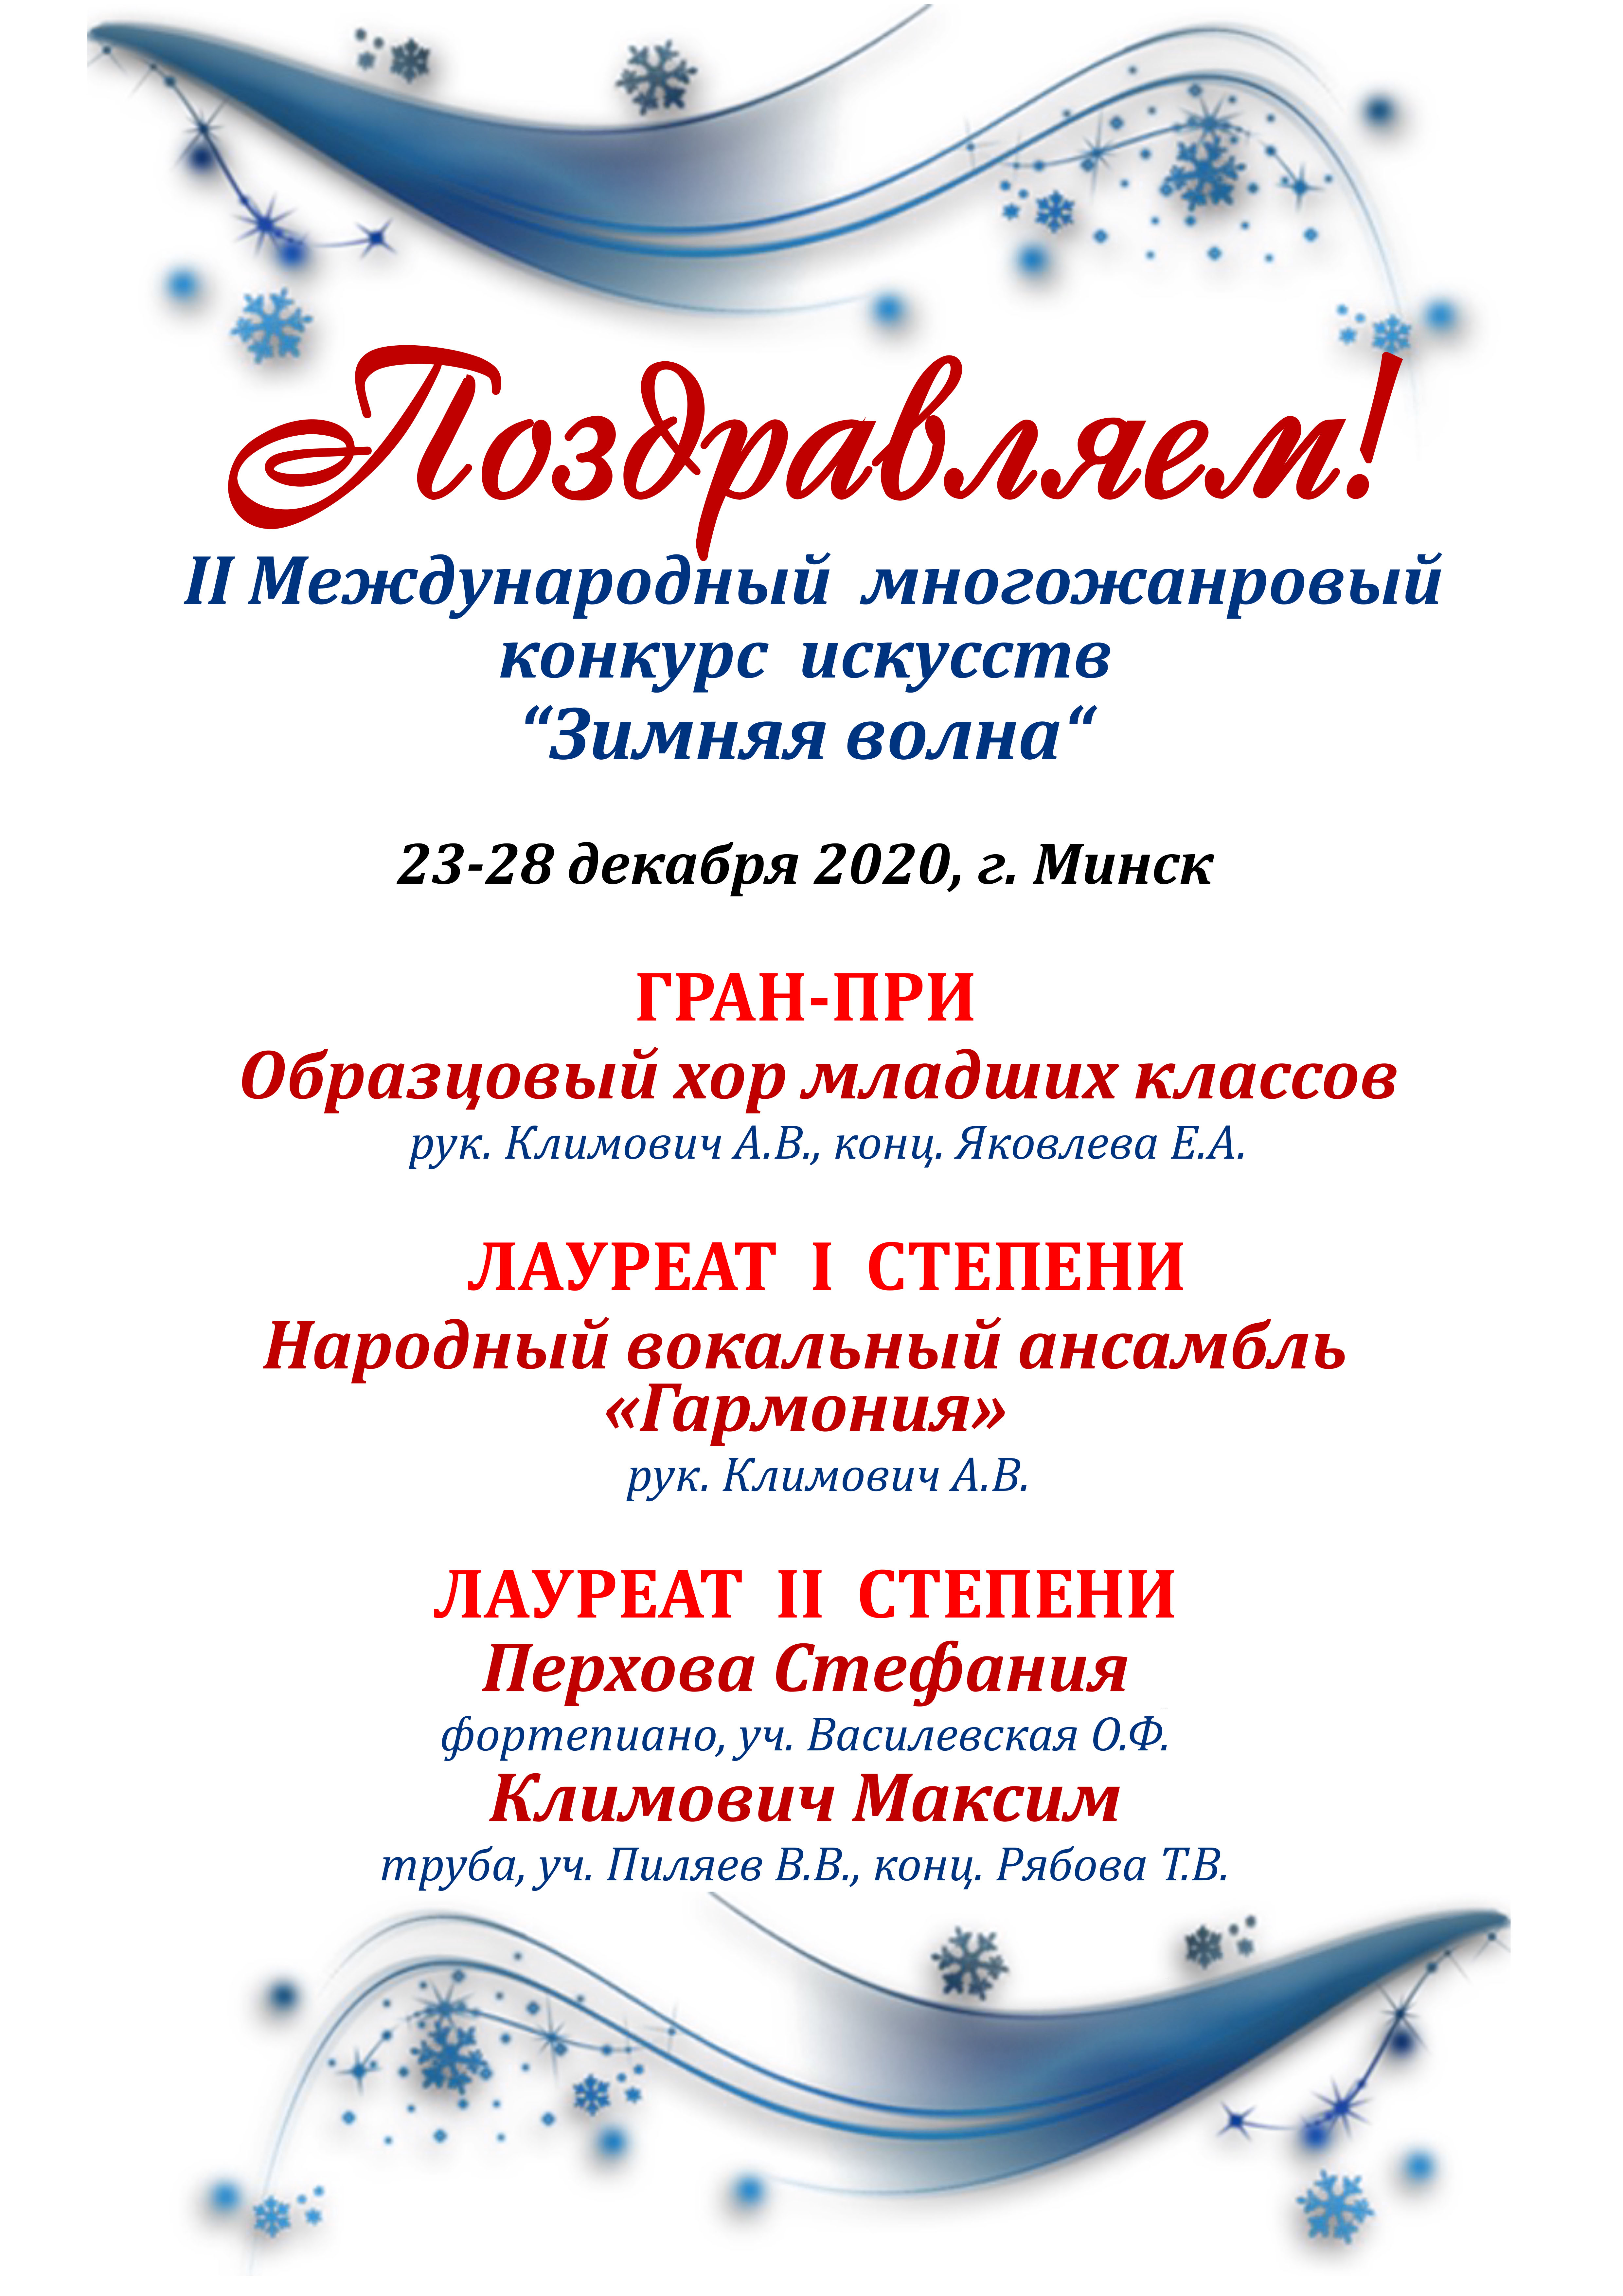 Поздравляем!
II Международный многожанровый
конкурс искусств
“Зимняя волна“
23-28 декабря 2020, г. Минск
ГРАН-ПРИ
Образцовый хор младших классов
рук. Климович А.В., конц. Яковлева Е.А.
ЛАУРЕАТ I СТЕПЕНИ
Народный вокальный ансамбль
«Гармония»
рук. Климович А.В.
ЛАУРЕАТ II СТЕПЕНИ
Перхова Стефания
фортепиано, уч. Василевская О.Ф.
Климович Максим
труба, уч. Пиляев В.В., конц. Рябова Т.В.